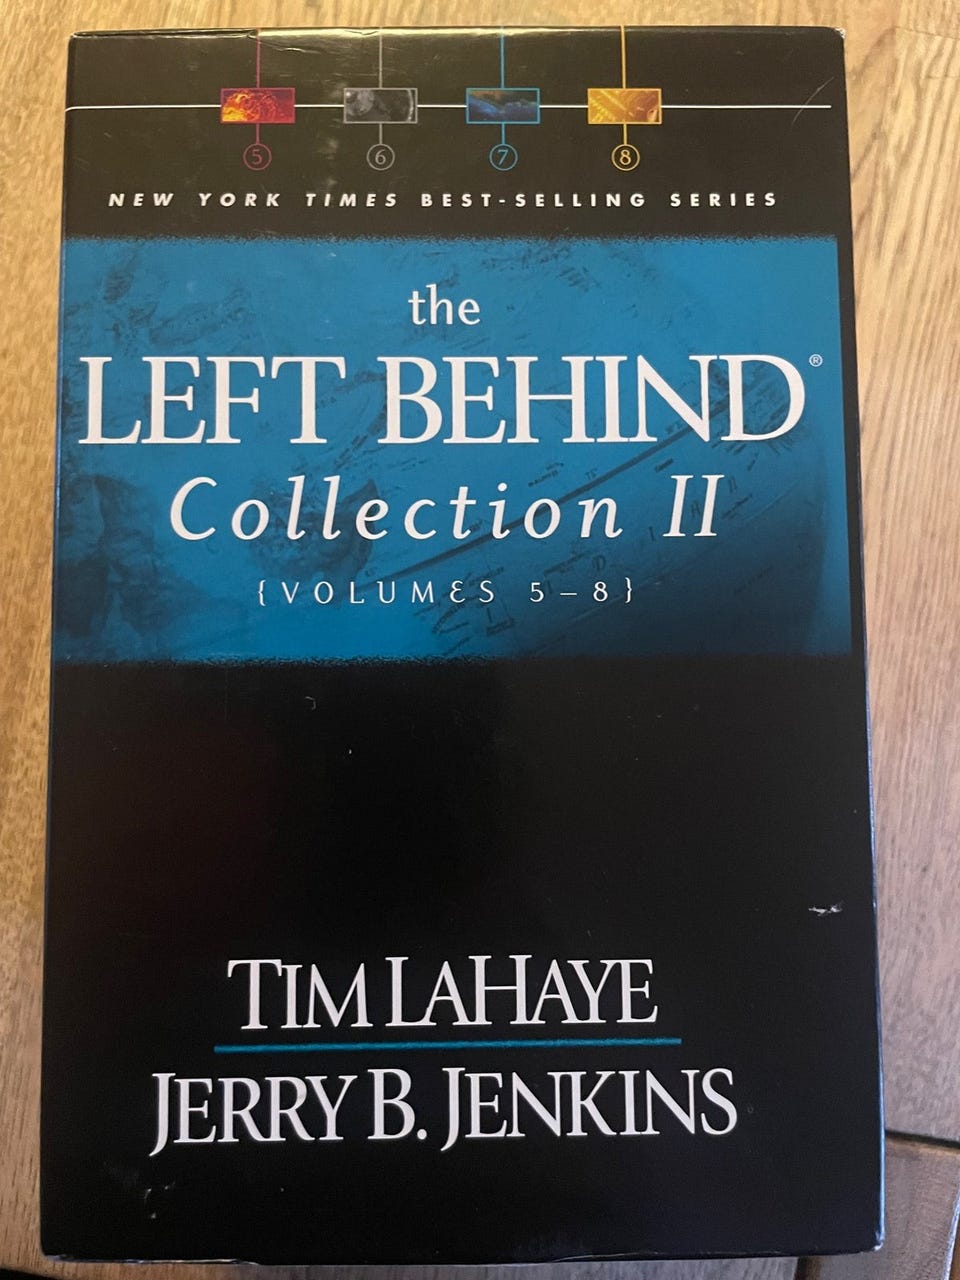 5 6 7 8
NEW YORK TIMES BEST-SELLING SERIES
the
LEFT BEHIND®
Collection II
{VOLUMES 5–8}
TIM LAHAYE
JERRY B. JENKINS